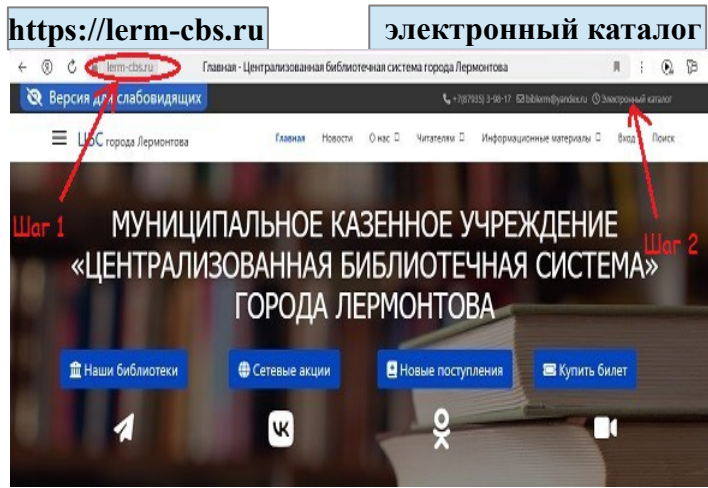 https://lerm-cbs.ru
электронный каталог
lerm-cbs.ru
Главная - Централизованная библиотечная система города Лермонтова
Версия для слабовидящих
+7(87935) 3-98-17 biblerm@yandex.ru Электронный каталог
ЦБС города Лермонтова
Главная Новости О нас Читателям Информационные материалы Вход Поиск
Шаг 1
Шаг 2
МУНИЦИПАЛЬНОЕ КАЗЕННОЕ УЧРЕЖДЕНИЕ
«ЦЕНТРАЛИЗОВАННАЯ БИБЛИОТЕЧНАЯ СИСТЕМА»
ГОРОДА ЛЕРМОНТОВА
Наши библиотеки Сетевые акции Новые поступления Купить билет